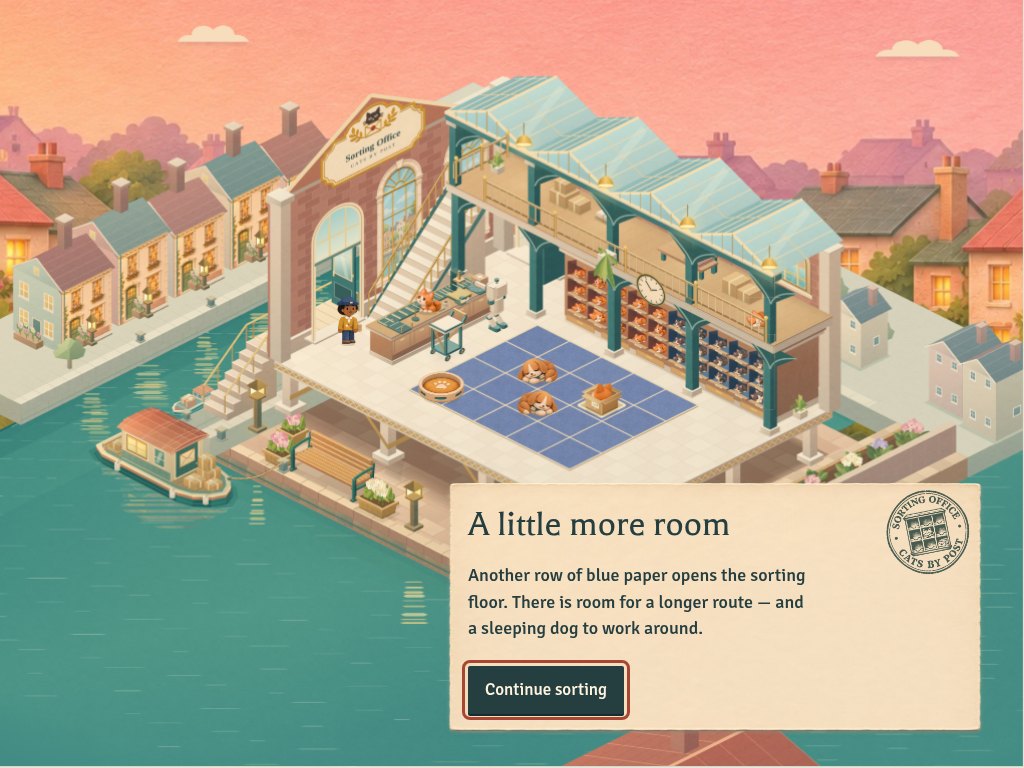 Sorting Office
CATS BY POST
A little more room
SORTING OFFICE
CATS BY POST
Another row of blue paper opens the sorting
floor. There is room for a longer route — and
a sleeping dog to work around.
Continue sorting